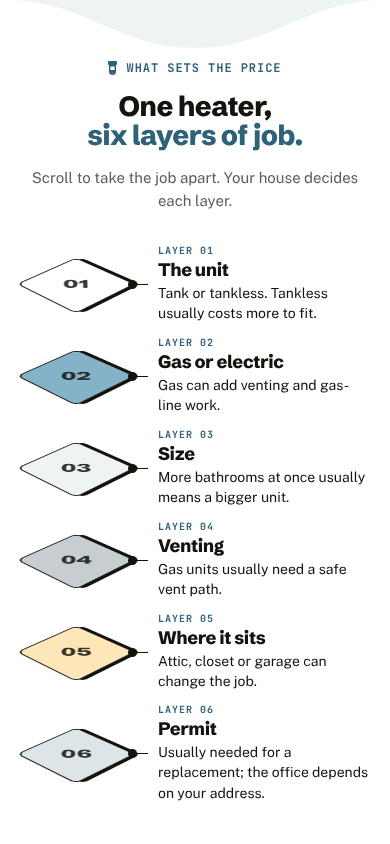 WHAT SETS THE PRICE
One heater,
six layers of job.
Scroll to take the job apart. Your house decides
each layer.
LAYER 01
01
The unit
Tank or tankless. Tankless
usually costs more to fit.
LAYER 02
02
Gas or electric
Gas can add venting and gas-
line work.
LAYER 03
03
Size
More bathrooms at once usually
means a bigger unit.
LAYER 04
04
Venting
Gas units usually need a safe
vent path.
LAYER 05
05
Where it sits
Attic, closet or garage can
change the job.
LAYER 06
06
Permit
Usually needed for a
replacement; the office depends
on your address.